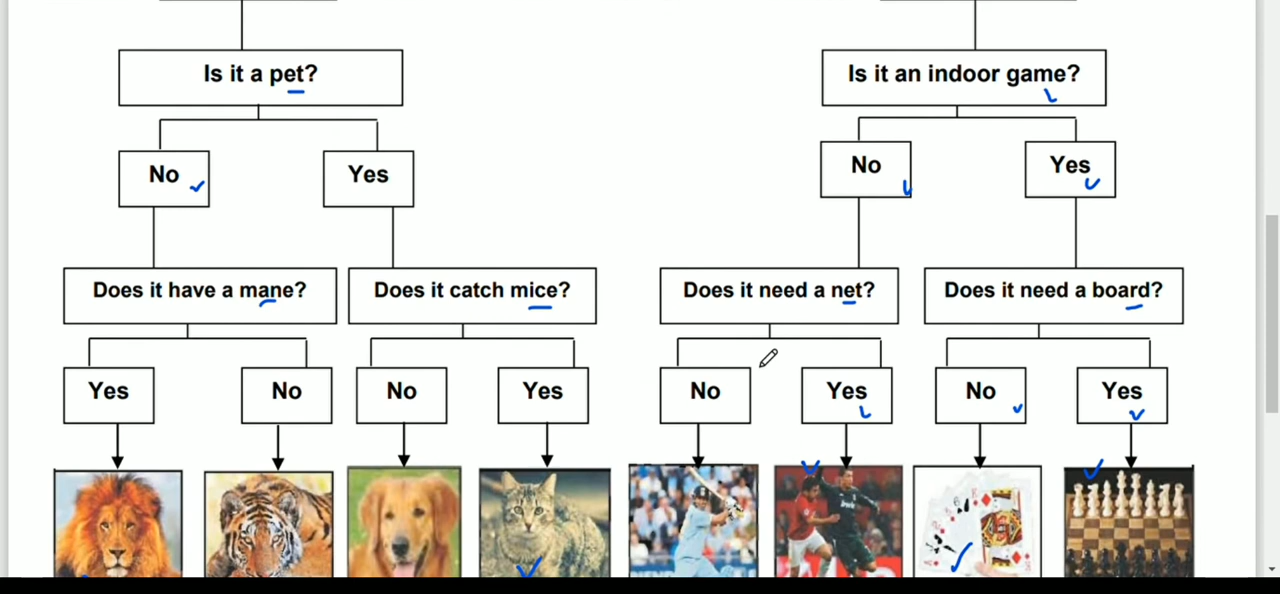 Is it a pet?
Is it an indoor game?
No
Yes
No
Yes
Does it have a mane?
Does it catch mice?
Does it need a net?
Does it need a board?
Yes
No
No
Yes
No
Yes
No
Yes